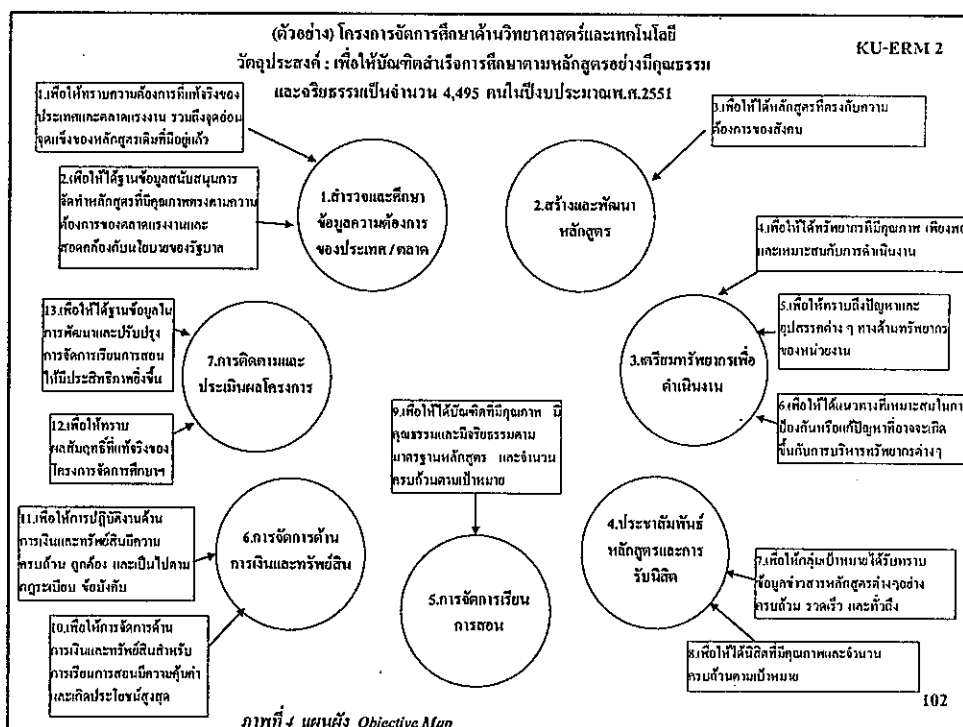 (ตัวอย่าง) โครงการจัดการศึกษาด้านวิทยาศาสตร์และเทคโนโลยี
KU-ERM 2
วัตถุประสงค์ : เพื่อให้บัณฑิตสำเร็จการศึกษาตามหลักสูตรอย่างมีคุณธรรม
และจริยธรรมเป็นจำนวน 4,495 คนในปีงบประมาณพ.ศ.2551
1.เพื่อให้ทราบความต้องการที่แท้จริงของ
ประเทศและตลาดแรงงาน รวมถึงจุดอ่อน
จุดแข็งของหลักสูตรเดิมที่มีอยู่แล้ว
2.เพื่อให้ได้ฐานข้อมูลสนับสนุนการ
จัดทำหลักสูตรที่มีคุณภาพตรงตามความ
ต้องการของตลาดแรงงานและ
สอดคล้องกับนโยบายของรัฐบาล
1.สำรวจและศึกษา
ข้อมูลความต้องการ
ของประเทศ/ตลาด
2.สร้างและพัฒนา
หลักสูตร
3.เพื่อให้ได้หลักสูตรที่ตรงกับความ
ต้องการของสังคม
4.เพื่อให้ได้ทรัพยากรที่มีคุณภาพ เพียงพอ
และเหมาะสมกับการดำเนินงาน
5.เพื่อให้ทราบถึงปัญหาและ
อุปสรรคต่าง ๆ ทางด้านทรัพยากร
ของหน่วยงาน
3.เตรียมทรัพยากรเพื่อ
ดำเนินงาน
6.เพื่อให้ได้แนวทางที่เหมาะสมในการ
ป้องกันหรือแก้ปัญหาที่อาจจะเกิด
ขึ้นกับการบริหารทรัพยากรต่างๆ
13.เพื่อให้ได้ฐานข้อมูลใน
การพัฒนาและปรับปรุง
การจัดการเรียนการสอน
ให้มีประสิทธิภาพยิ่งขึ้น
7.การติดตามและ
ประเมินผลโครงการ
12.เพื่อให้ทราบ
ผลสัมฤทธิ์ที่แท้จริงของ
โครงการจัดการศึกษาฯ
9.เพื่อให้ได้บัณฑิตที่มีคุณภาพ มี
คุณธรรมและมีจริยธรรมตาม
มาตรฐานหลักสูตร และจำนวน
ครบถ้วนตามเป้าหมาย
11.เพื่อให้การปฏิบัติงานด้าน
การเงินและทรัพย์สินมีความ
ครบถ้วน ถูกต้อง และเป็นไปตาม
กฎระเบียบ ข้อบังคับ
6.การจัดการด้าน
การเงินและทรัพย์สิน
10.เพื่อให้การจัดการด้าน
การเงินและทรัพย์สินสำหรับ
การเรียนการสอนมีความคุ้มค่า
และเกิดประโยชน์สูงสุด
5.การจัดการเรียน
การสอน
4.ประชาสัมพันธ์
หลักสูตรและการ
รับนิสิต
7.เพื่อให้กลุ่มเป้าหมายได้รับทราบ
ข้อมูลข่าวสารหลักสูตรต่างๆอย่าง
ครบถ้วน รวดเร็ว และทั่วถึง
8.เพื่อให้ได้นิสิตที่มีคุณภาพและจำนวน
ครบถ้วนตามเป้าหมาย
102
ภาพที่ 4 แผนผัง Objective Map